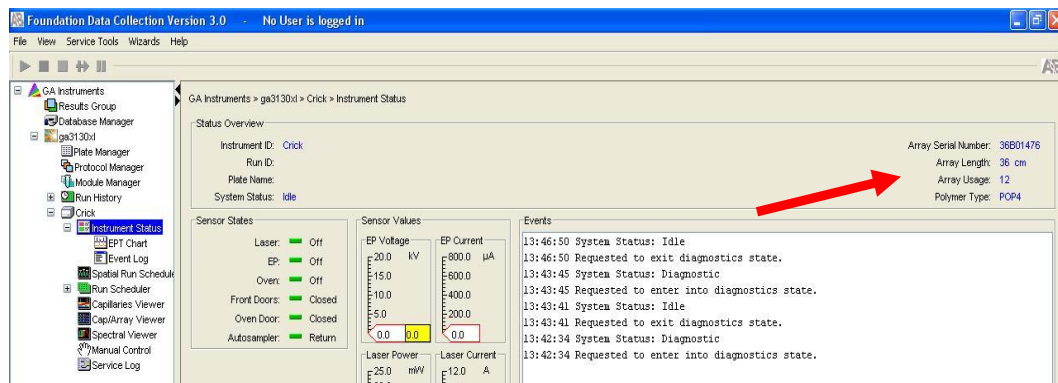 Foundation Data Collection Version 3.0 - No User is logged in
File View Service Tools Wizards Help
GA Instruments
Results Group
Database Manager
ga3130xl
Plate Manager
Protocol Manager
Module Manager
Run History
Crick
Instrument Status
EPT Chart
Event Log
Spatial Run Schedule
Run Scheduler
Capillaries Viewer
Cap/Array Viewer
Spectral Viewer
Manual Control
Service Log
GA Instruments > ga3130xl > Crick > Instrument Status
Status Overview
Instrument ID: Crick
Run ID:
Plate Name:
System Status: Idle
Array Serial Number: 36B01476
Array Length: 36 cm
Array Usage: 12
Polymer Type: POP4
Sensor States
Laser: Off
EP: Off
Oven: Off
Front Doors: Closed
Oven Door: Closed
Autosampler: Return
Sensor Values
EP Voltage
20.0 kV
15.0
10.0
5.0
0.0 0.0
EP Current
800.0 µA
600.0
400.0
200.0
0.0
Laser Power
25.0 mW
Laser Current
12.0 A
Events
13:46:50 System Status: Idle
13:46:50 Requested to exit diagnostics state.
13:43:45 System Status: Diagnostic
13:43:45 Requested to enter into diagnostics state.
13:43:41 System Status: Idle
13:43:41 Requested to exit diagnostics state.
13:42:34 System Status: Diagnostic
13:42:34 Requested to enter into diagnostics state.